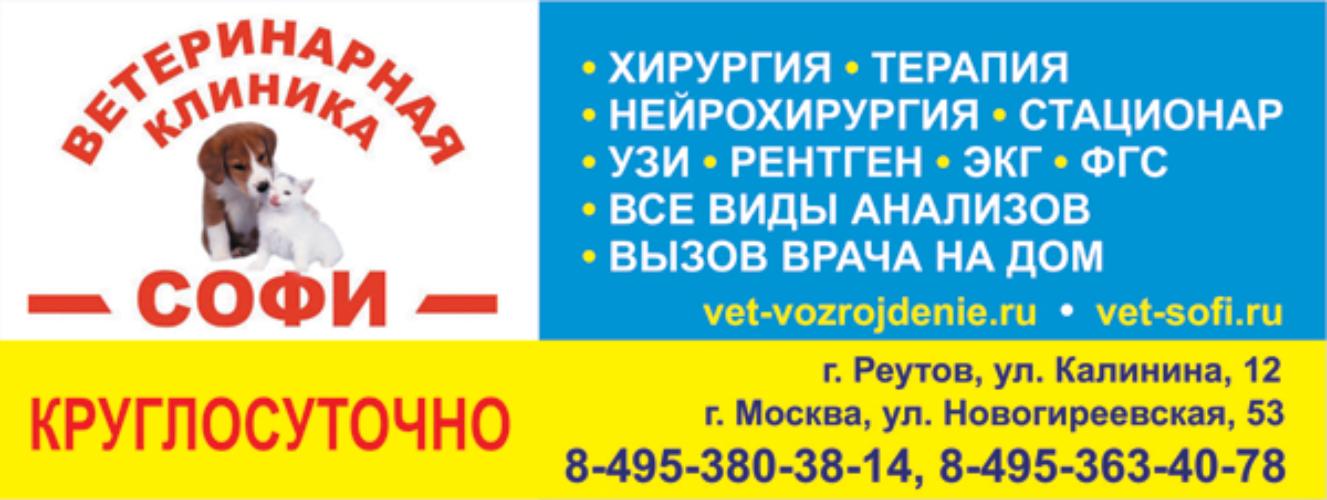 ВЕТЕРИНАРНАЯ
КЛИНИКА
СОФИ
• ХИРУРГИЯ • ТЕРАПИЯ
• НЕЙРОХИРУРГИЯ • СТАЦИОНАР
• УЗИ • РЕНТГЕН • ЭКГ • ФГС
• ВСЕ ВИДЫ АНАЛИЗОВ
• ВЫЗОВ ВРАЧА НА ДОМ
vet-vozrojdenie.ru • vet-sofi.ru
КРУГЛОСУТОЧНО
г. Реутов, ул. Калинина, 12
г. Москва, ул. Новогиреевская, 53
8-495-380-38-14, 8-495-363-40-78